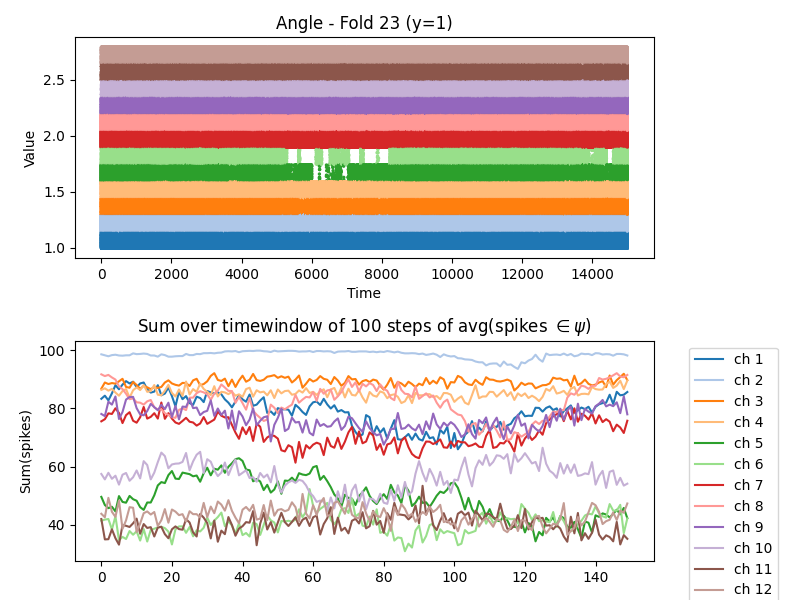 Angle - Fold 23 (y=1)
Value
2.5
2.0
1.5
1.0
0 2000 4000 6000 8000 10000 12000 14000
Time
Sum over timewindow of 100 steps of avg(spikes ∈ ψ)
Sum(spikes)
100
80
60
40
0 20 40 60 80 100 120 140
ch 1
ch 2
ch 3
ch 4
ch 5
ch 6
ch 7
ch 8
ch 9
ch 10
ch 11
ch 12